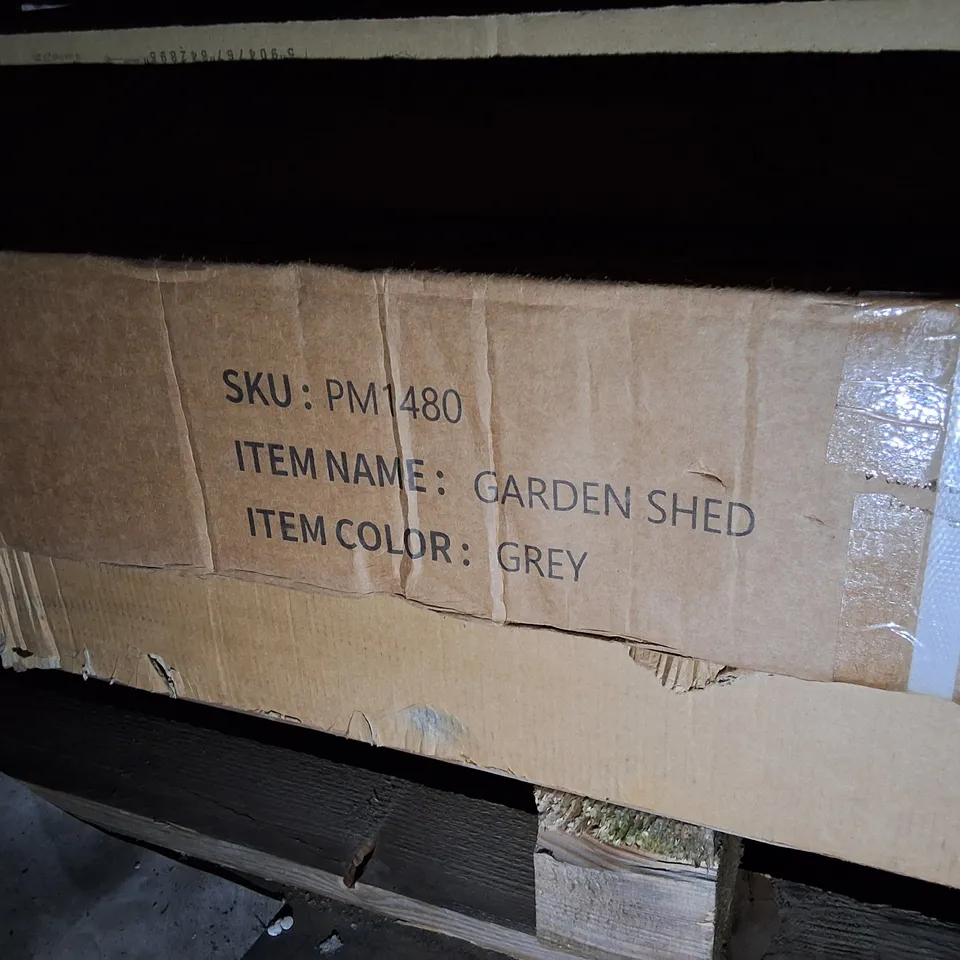 SKU : PM1480
ITEM NAME : GARDEN SHED
ITEM COLOR : GREY